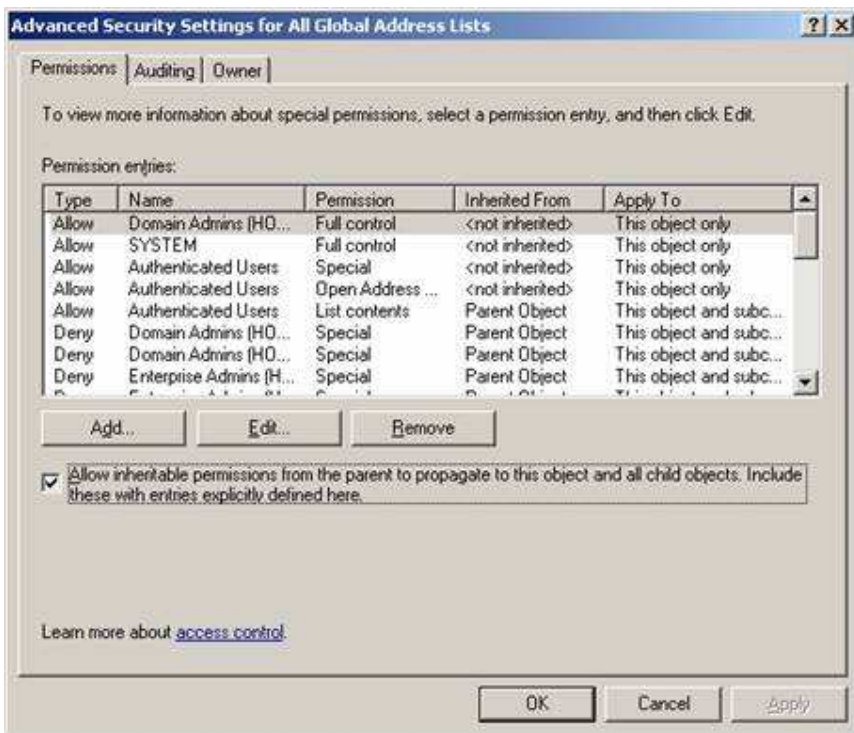 Advanced Security Settings for All Global Address Lists
Permissions Auditing Owner
To view more information about special permissions, select a permission entry, and then click Edit.
Permission entries:
Type Name Permission Inherited From Apply To
Allow Domain Admins (HO... Full control <not inherited> This object only
Allow SYSTEM Full control <not inherited> This object only
Allow Authenticated Users Special <not inherited> This object only
Allow Authenticated Users Open Address ... <not inherited> This object only
Allow Authenticated Users List contents Parent Object This object and subc...
Deny Domain Admins (HO... Special Parent Object This object and subc...
Deny Domain Admins (HO... Special Parent Object This object and subc...
Deny Enterprise Admins (H... Special Parent Object This object and subc...
Add... Edit... Remove
Allow inheritable permissions from the parent to propagate to this object and all child objects. Include
these with entries explicitly defined here.
Learn more about access control.
OK Cancel Apply